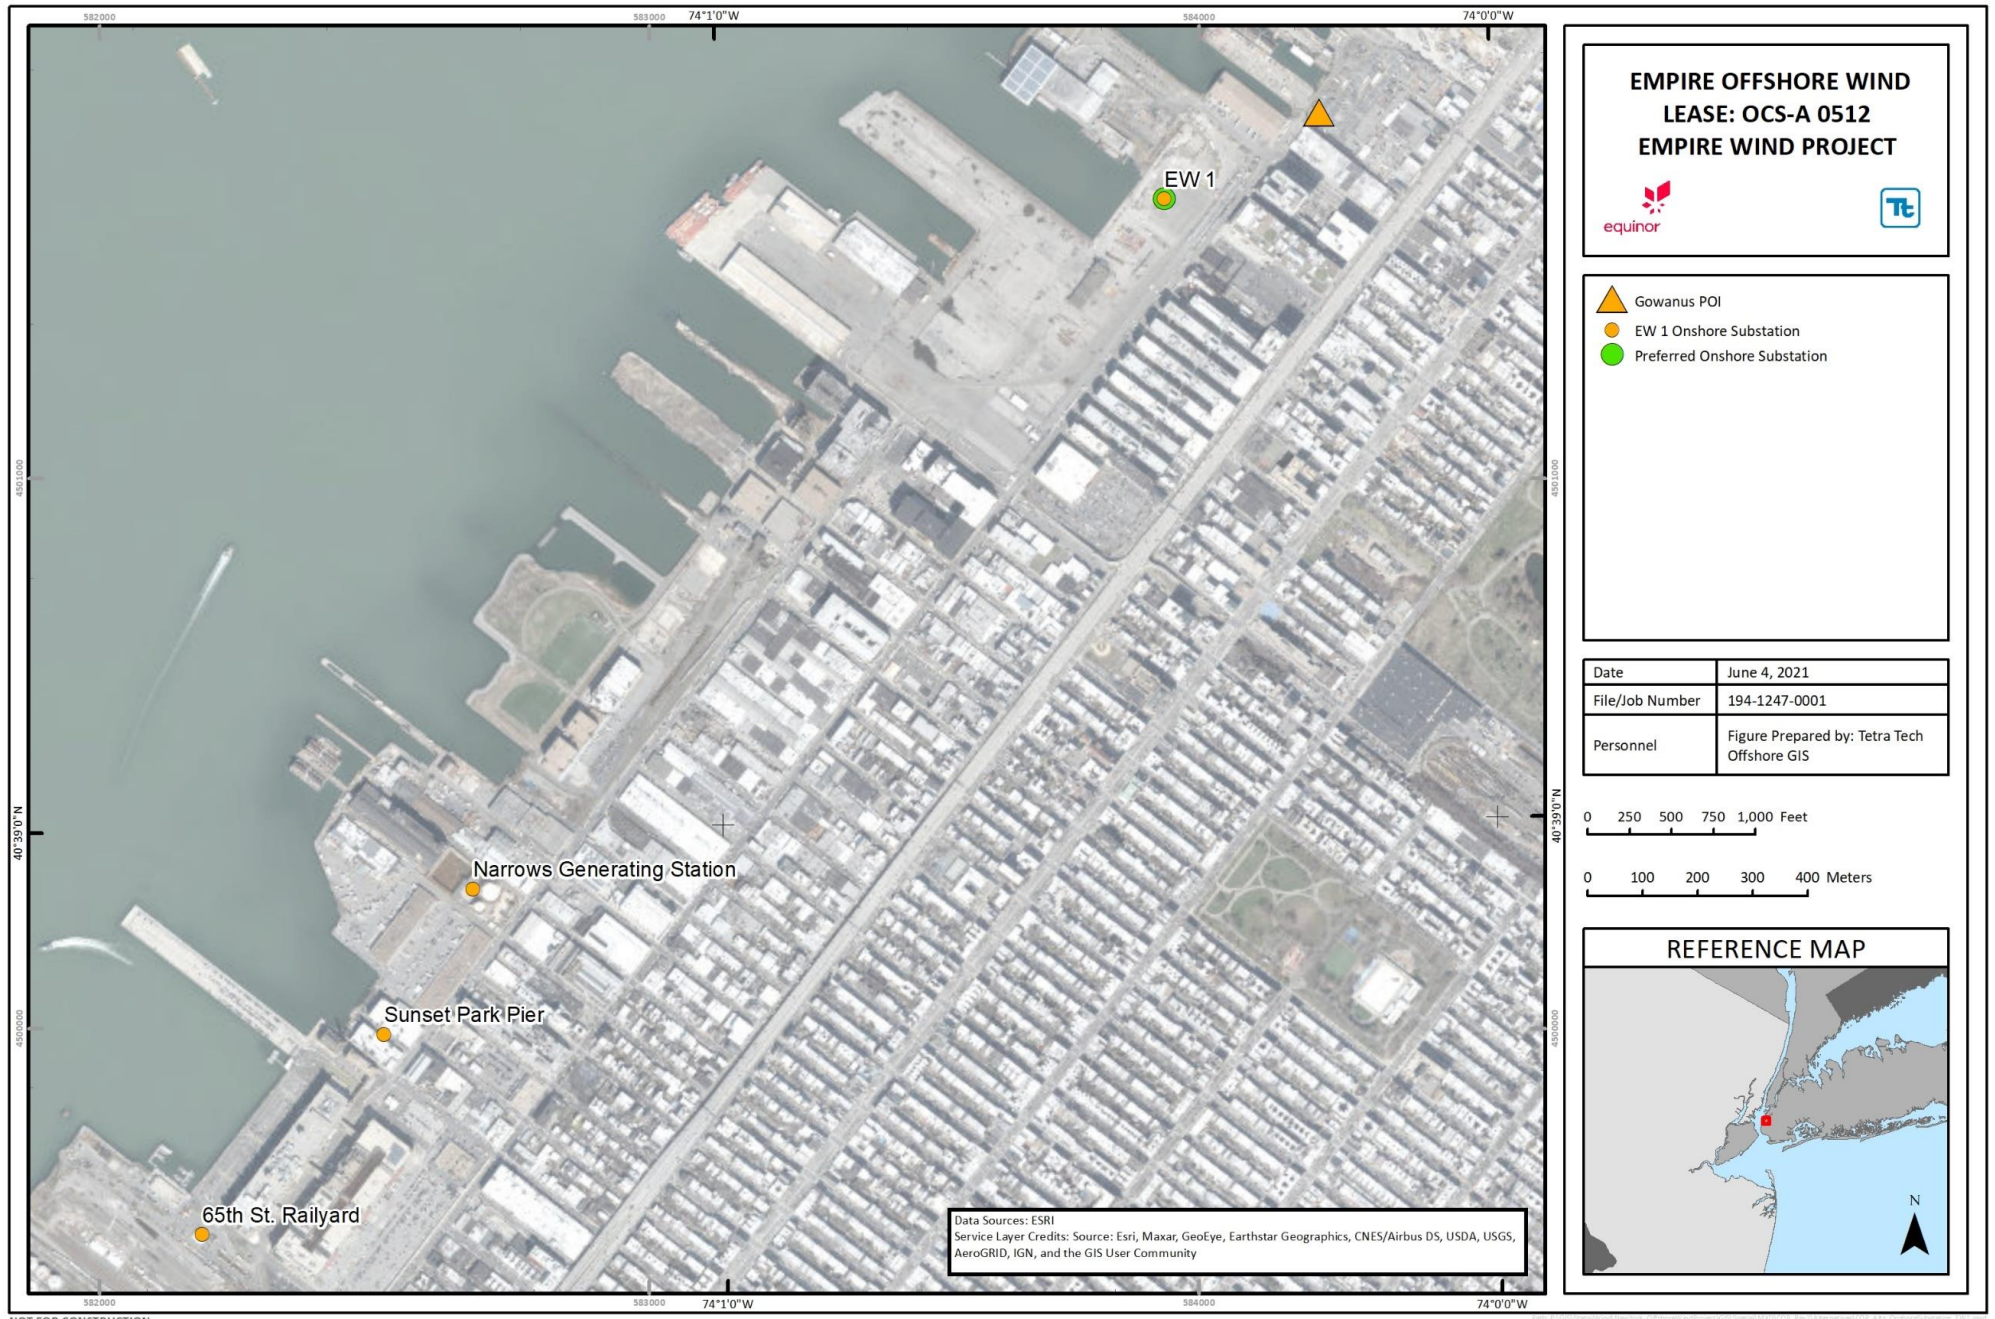 582000
583000
74°1'0"W
584000
74°0'0"W
EW 1
4501000
4501000
40°39'0"N
40°39'0"N
Narrows Generating Station
Sunset Park Pier
4500000
4500000
65th St. Railyard
Data Sources: ESRI
Service Layer Credits: Source: Esri, Maxar, GeoEye, Earthstar Geographics, CNES/Airbus DS, USDA, USGS,
AeroGRID, IGN, and the GIS User Community
582000
583000
74°1'0"W
584000
74°0'0"W
NOT FOR CONSTRUCTION
EMPIRE OFFSHORE WIND
LEASE: OCS-A 0512
EMPIRE WIND PROJECT
equinor
Tt
Gowanus POI
EW 1 Onshore Substation
Preferred Onshore Substation
Date June 4, 2021
File/Job Number 194-1247-0001
Personnel Figure Prepared by: Tetra Tech
Offshore GIS
0 250 500 750 1,000 Feet
0 100 200 300 400 Meters
REFERENCE MAP
N